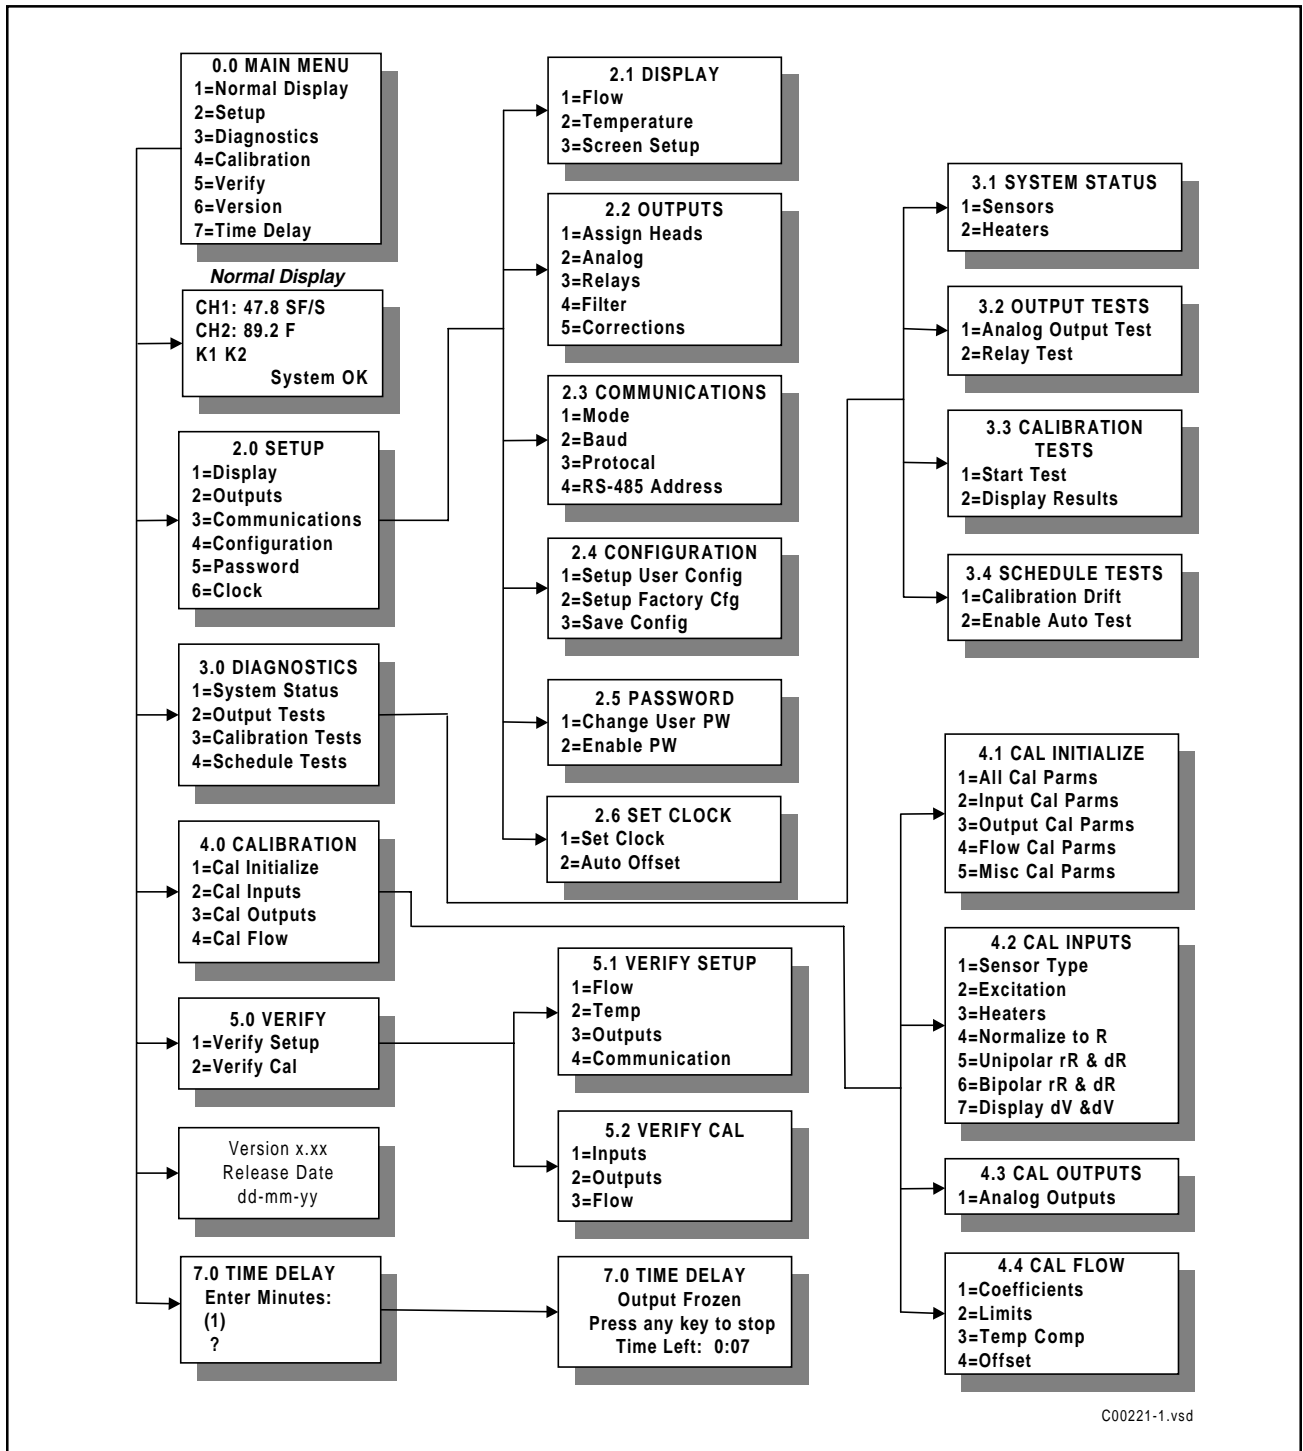 0.0 MAIN MENU
1=Normal Display
2=Setup
3=Diagnostics
4=Calibration
5=Verify
6=Version
7=Time Delay
Normal Display
CH1: 47.8 SF/S
CH2: 89.2 F
K1 K2
System OK
2.0 SETUP
1=Display
2=Outputs
3=Communications
4=Configuration
5=Password
6=Clock
3.0 DIAGNOSTICS
1=System Status
2=Output Tests
3=Calibration Tests
4=Schedule Tests
4.0 CALIBRATION
1=Cal Initialize
2=Cal Inputs
3=Cal Outputs
4=Cal Flow
5.0 VERIFY
1=Verify Setup
2=Verify Cal
Version x.xx
Release Date
dd-mm-yy
7.0 TIME DELAY
Enter Minutes:
(1)
?
2.1 DISPLAY
1=Flow
2=Temperature
3=Screen Setup
2.2 OUTPUTS
1=Assign Heads
2=Analog
3=Relays
4=Filter
5=Corrections
2.3 COMMUNICATIONS
1=Mode
2=Baud
3=Protocal
4=RS-485 Address
2.4 CONFIGURATION
1=Setup User Config
2=Setup Factory Cfg
3=Save Config
2.5 PASSWORD
1=Change User PW
2=Enable PW
2.6 SET CLOCK
1=Set Clock
2=Auto Offset
5.1 VERIFY SETUP
1=Flow
2=Temp
3=Outputs
4=Communication
5.2 VERIFY CAL
1=Inputs
2=Outputs
3=Flow
7.0 TIME DELAY
Output Frozen
Press any key to stop
Time Left: 0:07
3.1 SYSTEM STATUS
1=Sensors
2=Heaters
3.2 OUTPUT TESTS
1=Analog Output Test
2=Relay Test
3.3 CALIBRATION
TESTS
1=Start Test
2=Display Results
3.4 SCHEDULE TESTS
1=Calibration Drift
2=Enable Auto Test
4.1 CAL INITIALIZE
1=All Cal Parms
2=Input Cal Parms
3=Output Cal Parms
4=Flow Cal Parms
5=Misc Cal Parms
4.2 CAL INPUTS
1=Sensor Type
2=Excitation
3=Heaters
4=Normalize to R
5=Unipolar rR & dR
6=Bipolar rR & dR
7=Display dV &dV
4.3 CAL OUTPUTS
1=Analog Outputs
4.4 CAL FLOW
1=Coefficients
2=Limits
3=Temp Comp
4=Offset
C00221-1.vsd